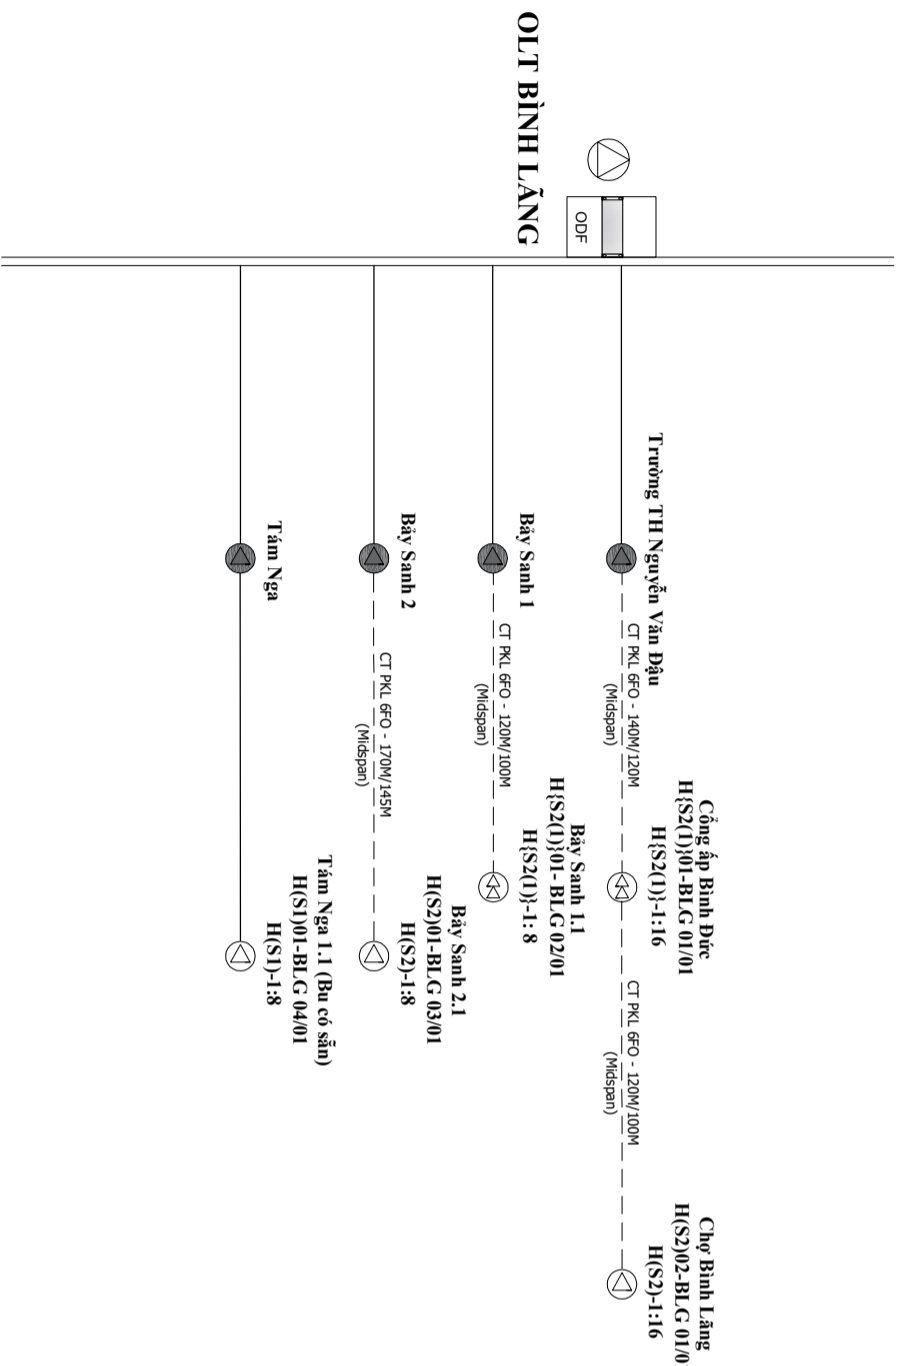 OLT BÌNH LÃNG
ODF
Trường TH Nguyễn Văn Đậu
CT PKL 6FO - 140M/120M
(Midspan)
Cổng ấp Bình Đức
H{S2(1)}01-BLG 01/01
H{S2(1)}-1:16
CT PKL 6FO - 120M/100M
(Midspan)
Chợ Bình Lãng
H(S2)02-BLG 01/0
H(S2)-1:16
Bảy Sanh 1
CT PKL 6FO - 120M/100M
(Midspan)
Bảy Sanh 1.1
H{S2(1)}01- BLG 02/01
H{S2(1)}-1: 8
Bảy Sanh 2
CT PKL 6FO - 170M/145M
(Midspan)
Bảy Sanh 2.1
H(S2)01-BLG 03/01
H(S2)-1:8
Tám Nga
Tám Nga 1.1 (Bu có sẵn)
H(S1)01-BLG 04/01
H(S1)-1:8